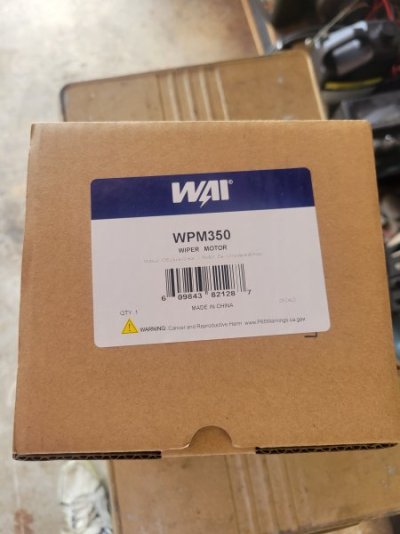 WAI
WPM350
WIPER MOTOR
6 09843 82128 7
MADE IN CHINA
QTY. 1
WARNING: Cancer and Reproductive Harm www.P65Warnings.ca.gov